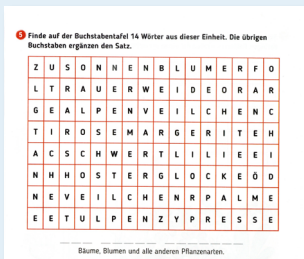 5 Finde auf der Buchstabentafel 14 Wörter aus dieser Einheit. Die übrigen
Buchstaben ergänzen den Satz.
Z U S O N N E N B L U M E R F O
L T R A U E R W E I D E O R A R
G E A L P E N V E I L C H E N C
T I R O S E M A R G E R I T E H
A C S C H W E R T L I L I E E I
N H H O S T E R G L O C K E Ö D
N E V E I L C H E N R P A L M E
E E T U L P E N Z Y P R E S S E
Bäume, Blumen und alle anderen Pflanzenarten.